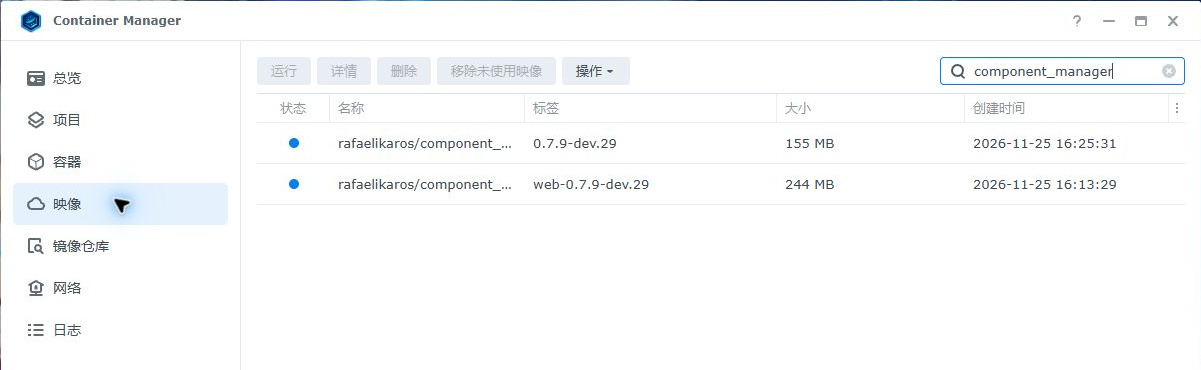 Container Manager
总览
项目
容器
映像
镜像仓库
网络
日志
运行 详情 删除 移除未使用映像 操作
component_manager
状态 名称 标签 大小 创建时间
rafaelikaros/component_... 0.7.9-dev.29 155 MB 2026-11-25 16:25:31
rafaelikaros/component_... web-0.7.9-dev.29 244 MB 2026-11-25 16:13:29